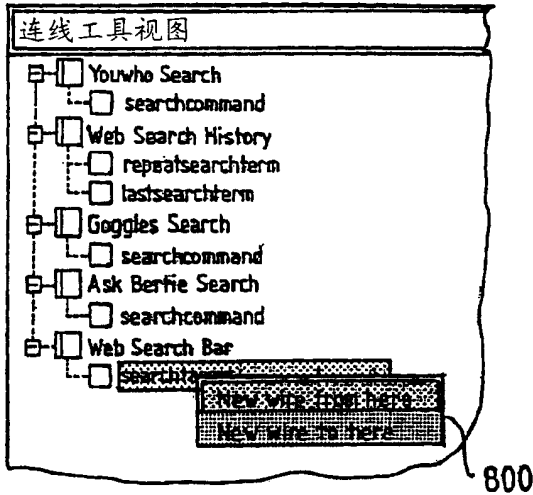 连线工具视图
Youwho Search
searchcommand
Web Search History
repeatsearchterm
lastsearchterm
Goggles Search
searchcommand
Ask Bertie Search
searchcommand
Web Search Bar
New wire from here
New wire to here
800